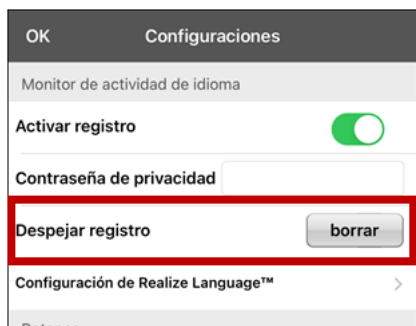 OK Configuraciones
Monitor de actividad de idioma
Activar registro
Contraseña de privacidad
Despejar registro borrar
Configuración de Realize Language™